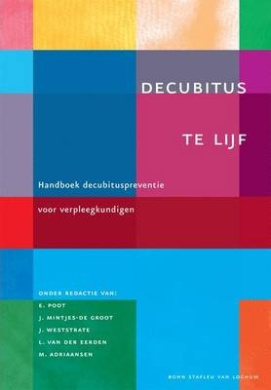 DECUBITUS
TE LIJF
Handboek decubituspreventie
voor verpleegkundigen
ONDER REDACTIE VAN:
E. POOT
J. MINTJES-DE GROOT
J. WESTSTRATE
L. VAN DER EERDEN
M. ADRIAANSEN
BOHN STAFLEU VAN LOGHUM